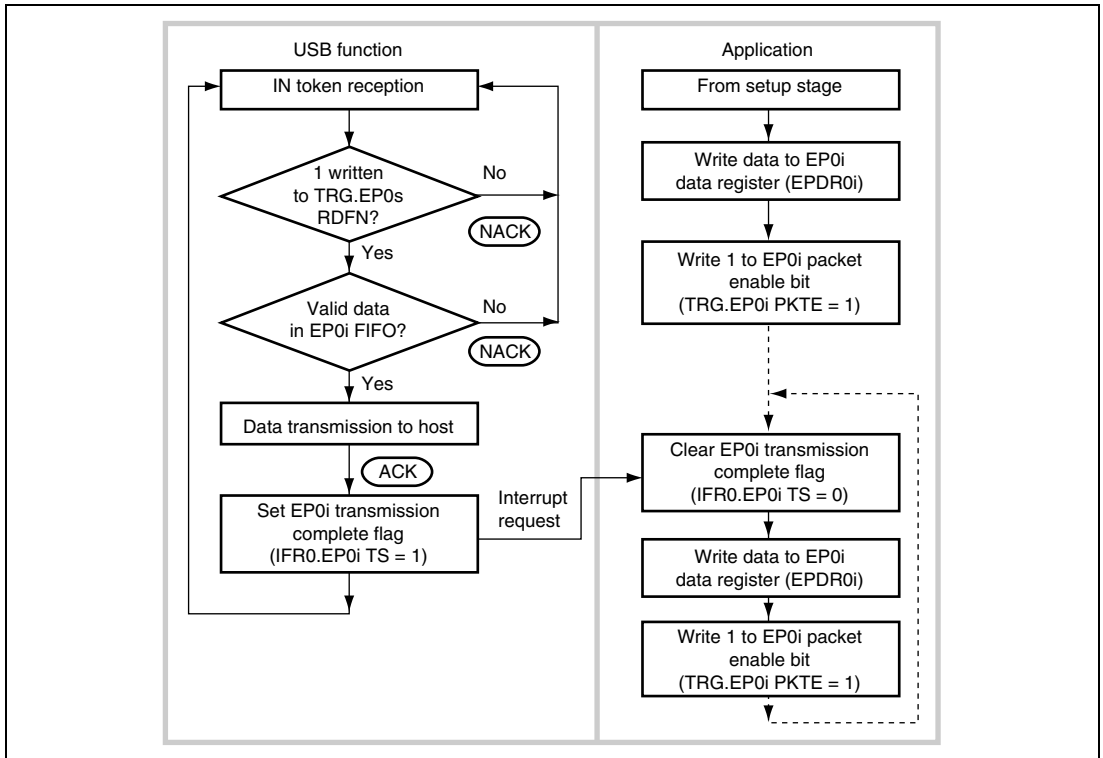 USB function
IN token reception
1 written
to TRG.EP0s
RDFN?
No
NACK
Yes
Valid data
in EP0i FIFO?
No
NACK
Yes
Data transmission to host
ACK
Set EP0i transmission
complete flag
(IFR0.EP0i TS = 1)
Interrupt
request
Application
From setup stage
Write data to EP0i
data register (EPDR0i)
Write 1 to EP0i packet
enable bit
(TRG.EP0i PKTE = 1)
Clear EP0i transmission
complete flag
(IFR0.EP0i TS = 0)
Write data to EP0i
data register (EPDR0i)
Write 1 to EP0i packet
enable bit
(TRG.EP0i PKTE = 1)